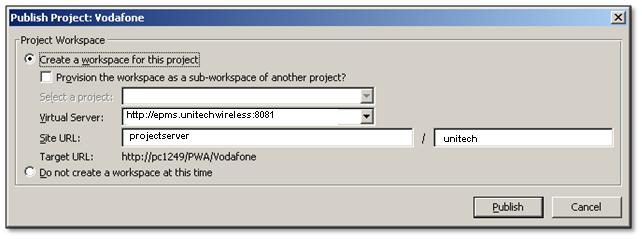 Publish Project: Vodafone
Project Workspace
Create a workspace for this project
Provision the workspace as a sub-workspace of another project?
Select a project:
Virtual Server: http://epms.unitechwireless:8081
Site URL: projectserver / unitech
Target URL: http://pc1249/PWA/Vodafone
Do not create a workspace at this time
Publish Cancel